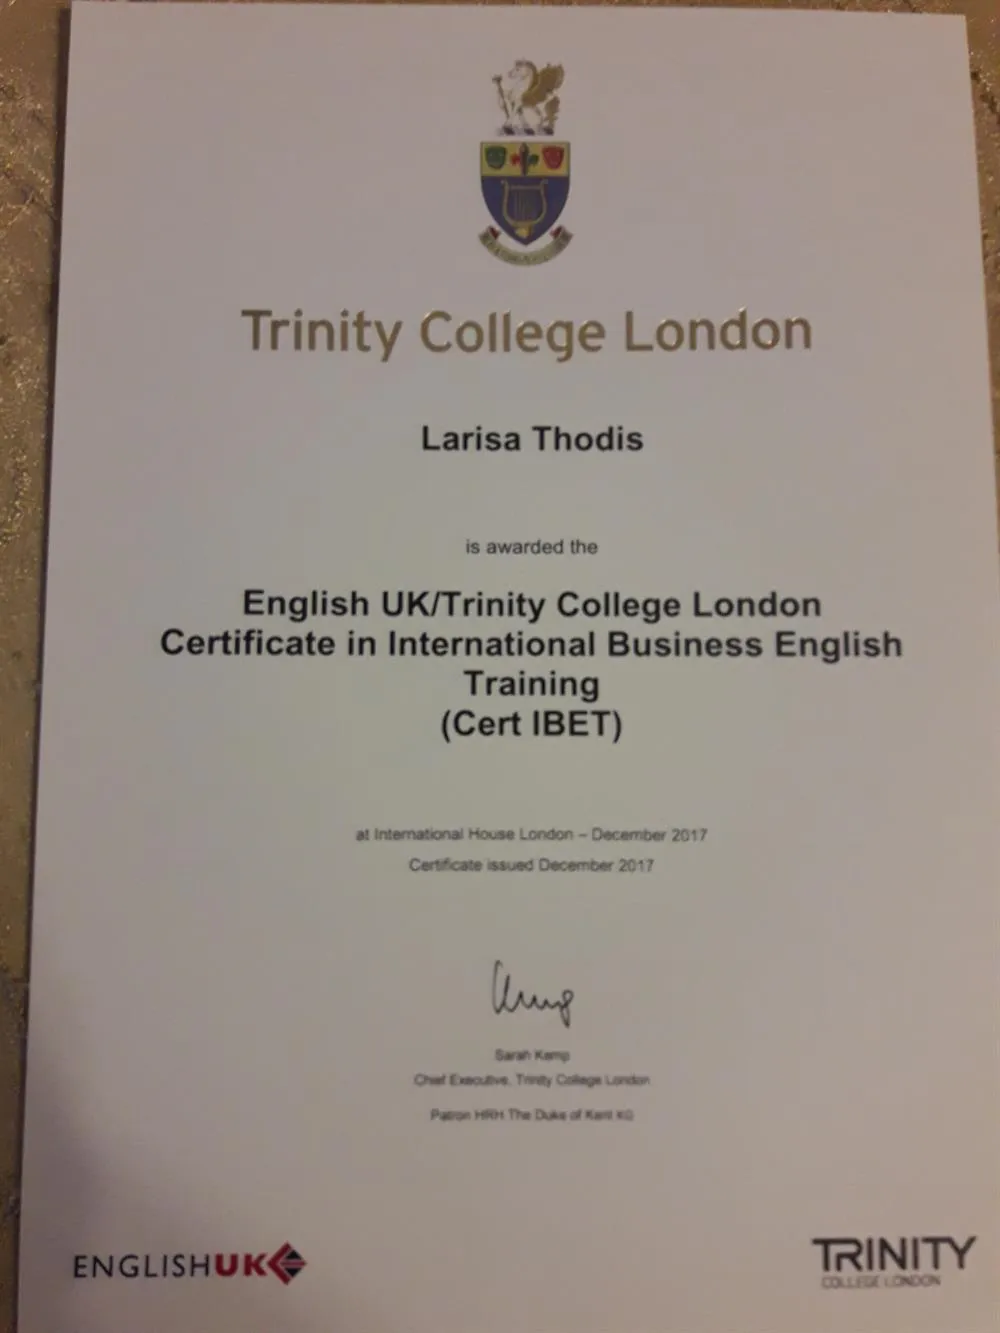 Trinity College London
Larisa Thodis
is awarded the
English UK/Trinity College London
Certificate in International Business English
Training
(Cert IBET)
at International House London – December 2017
Certificate issued December 2017
Sarah Kemp
Chief Executive, Trinity College London
Patron HRH The Duke of Kent KG
ENGLISHUK
TRINITY
COLLEGE LONDON